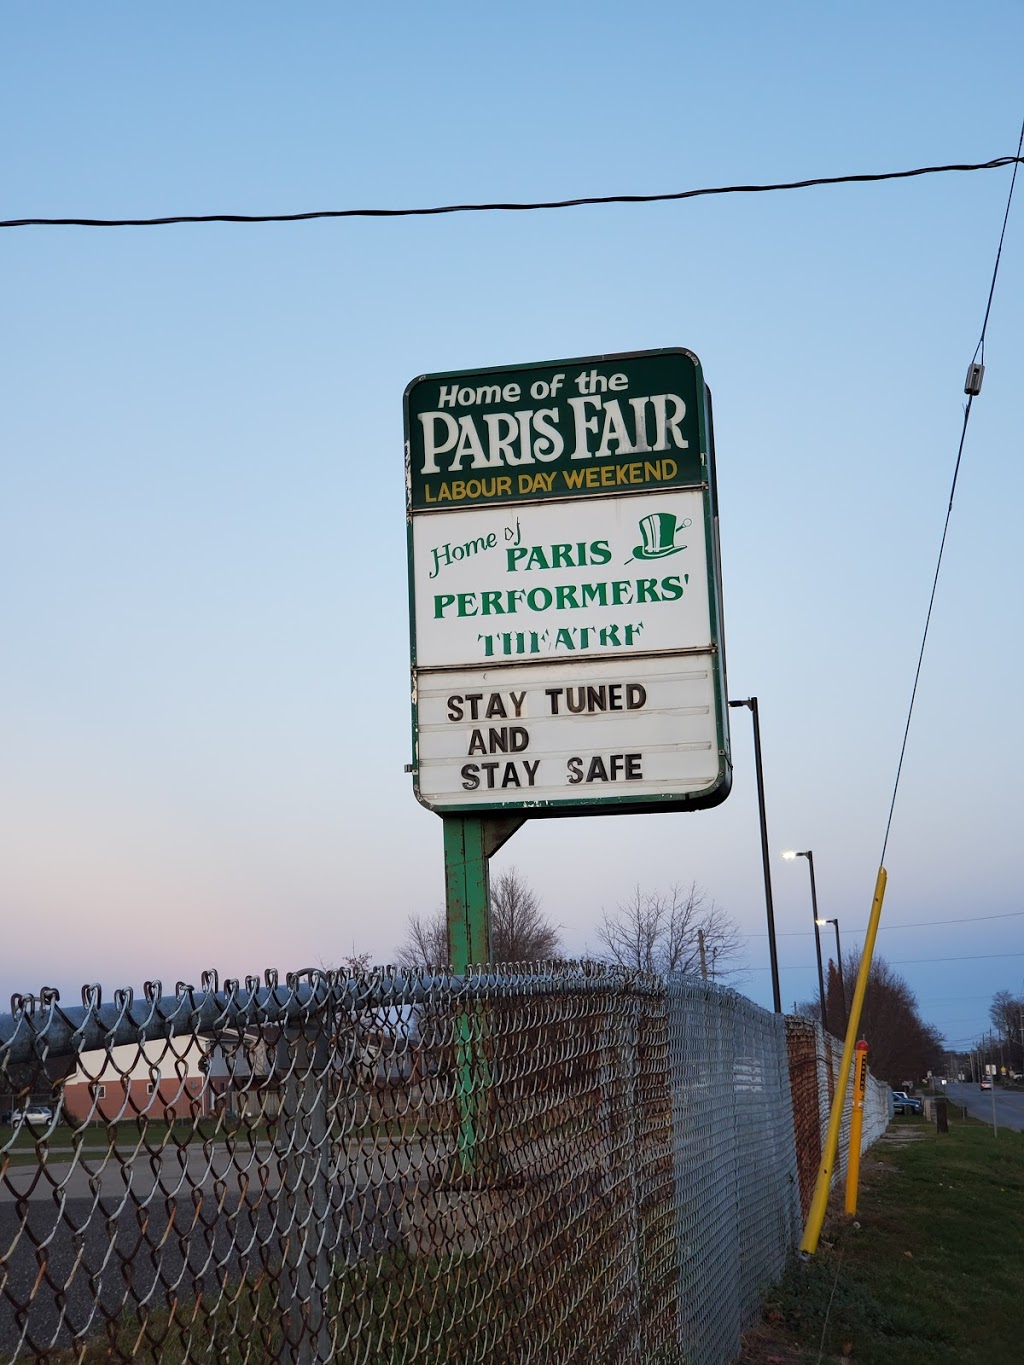 Home of the
PARIS FAIR
LABOUR DAY WEEKEND
Home of PARIS
PERFORMERS'
THEATRE
STAY TUNED
AND
STAY SAFE